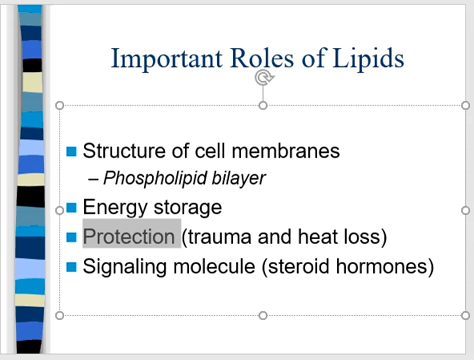 Important Roles of Lipids
Structure of cell membranes
– Phospholipid bilayer
Energy storage
Protection (trauma and heat loss)
Signaling molecule (steroid hormones)